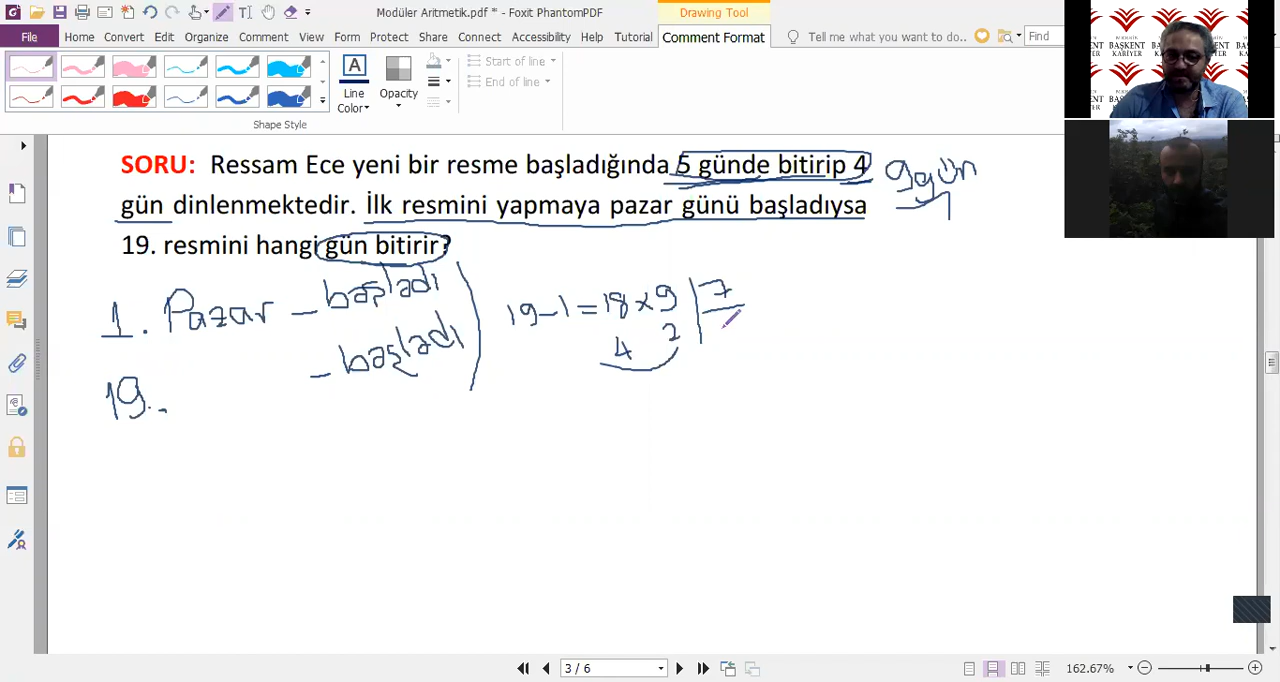 Modüler Aritmetik.pdf * - Foxit PhantomPDF
Drawing Tool
File Home Convert Edit Organize Comment View Form Protect Share Connect Accessibility Help Tutorial Comment Format Tell me what you want to do.. Find
Line Color
Opacity
Start of line
End of line
Shape Style
BAŞKENT KARİYER
SORU: Ressam Ece yeni bir resme başladığında 5 günde bitirip 4
gün dinlenmektedir. İlk resmini yapmaya pazar günü başladıysa
19. resmini hangi gün bitirir?
9gün
1. Pazar - başladı
- başladı
19.
19-1=18x9 7
4 2
3 / 6
162.67%